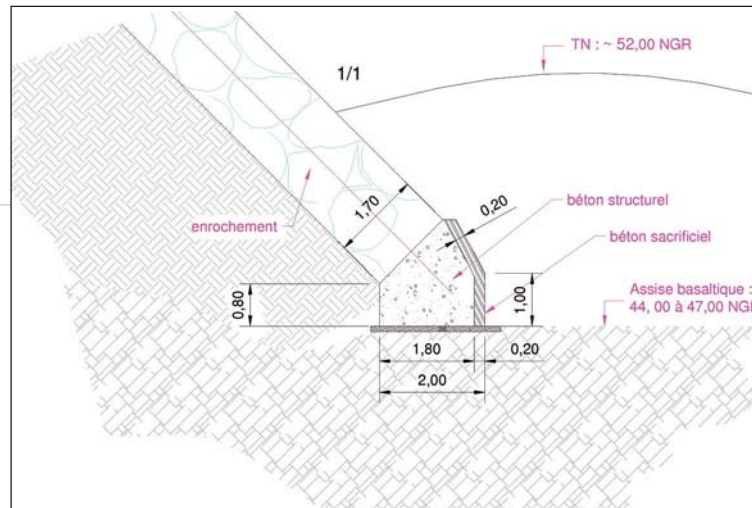 TN : ~ 52,00 NGR
1/1
1,70
0,20
béton structurel
enrochement
béton sacrificiel
Assise basaltique :
44, 00 à 47,00 NG
0,80
1,00
1,80
0,20
2,00